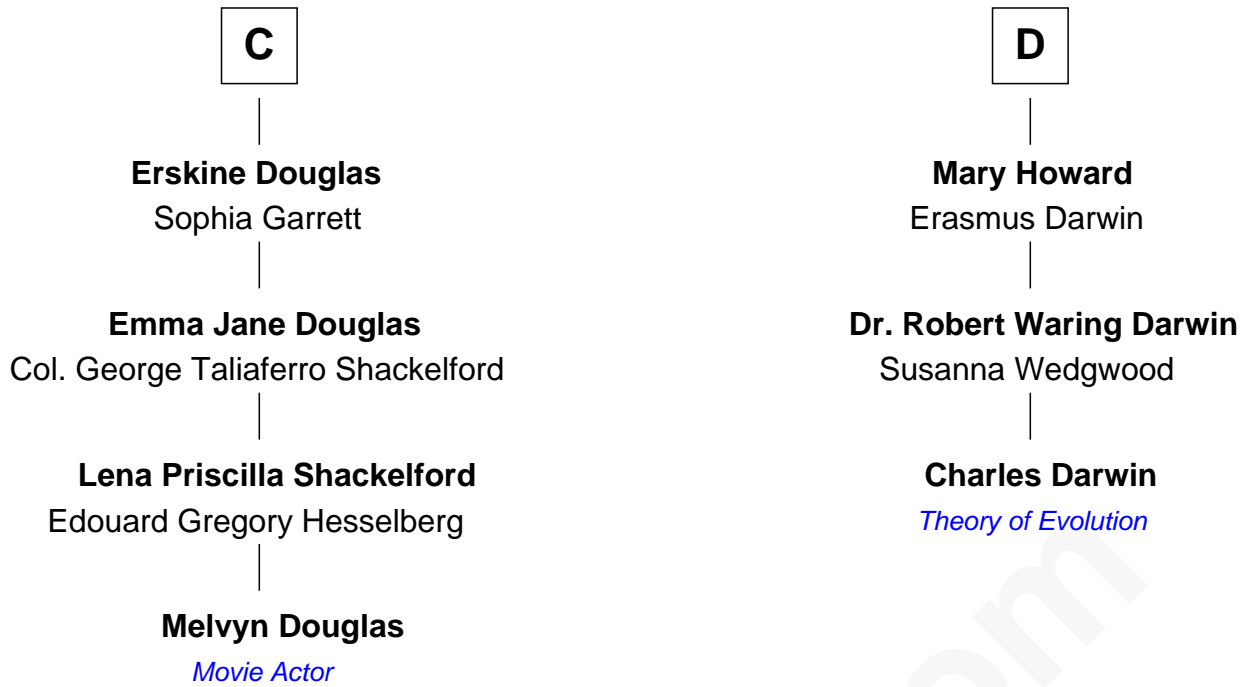 C
Erskine Douglas
Sophia Garrett
Emma Jane Douglas
Col. George Taliaferro Shackelford
Lena Priscilla Shackelford
Edouard Gregory Hesselberg
Melvyn Douglas
Movie Actor
D
Mary Howard
Erasmus Darwin
Dr. Robert Waring Darwin
Susanna Wedgwood
Charles Darwin
Theory of Evolution
om